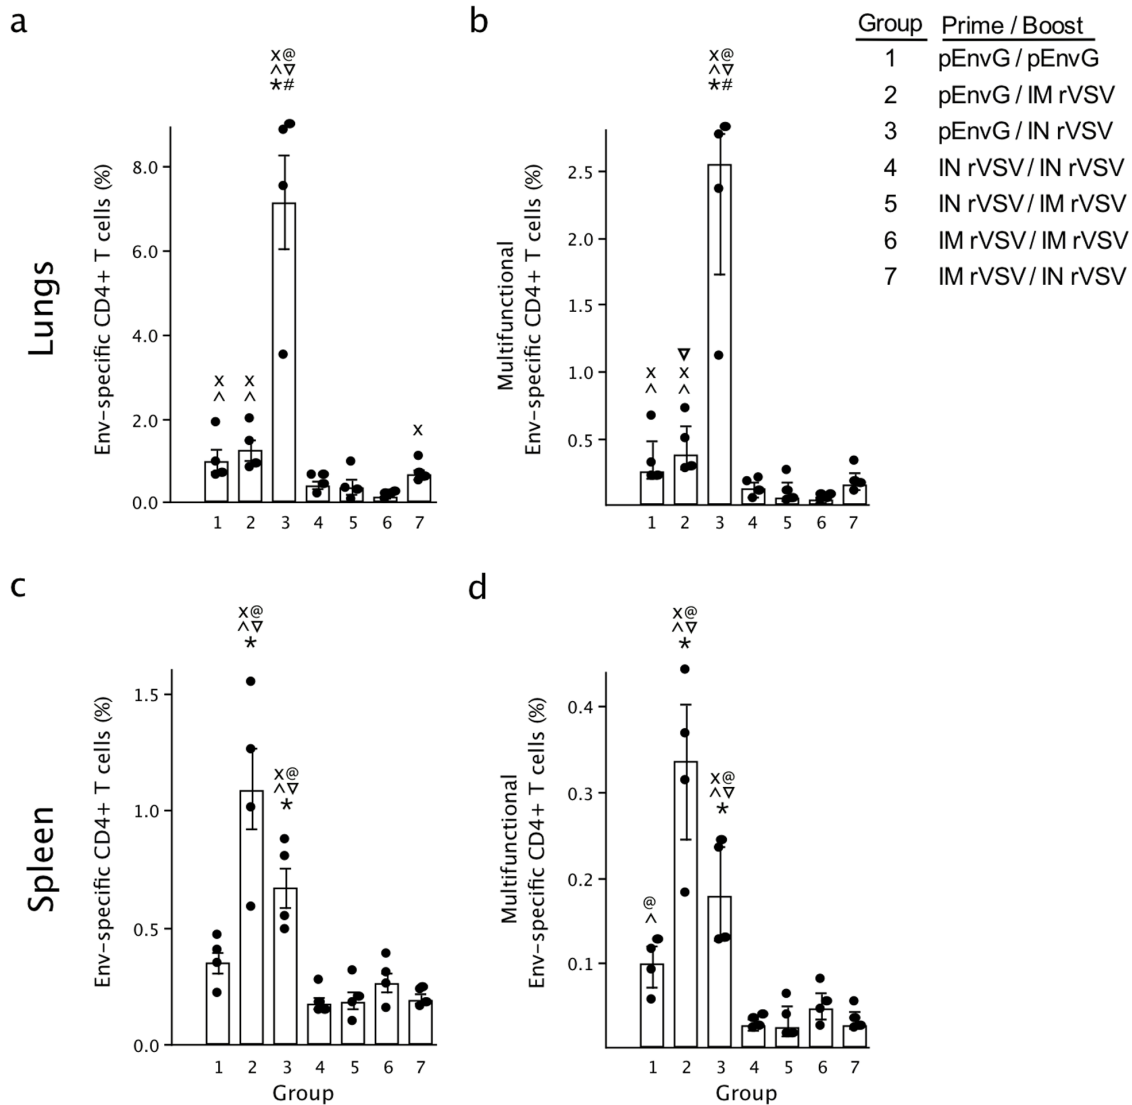 a
x@
^∇
*#
Lungs
Env-specific CD4+ T cells (%)
8.0
6.0
4.0
2.0
0.0
x
^
x
^
x
1 2 3 4 5 6 7
b
x@
^∇
*#
Multifunctional
Env-specific CD4+ T cells (%)
2.5
2.0
1.5
1.0
0.5
x
^
∇
x
^
1 2 3 4 5 6 7
Group Prime / Boost
1 pEnvG / pEnvG
2 pEnvG / IM rVSV
3 pEnvG / IN rVSV
4 IN rVSV / IN rVSV
5 IN rVSV / IM rVSV
6 IM rVSV / IM rVSV
7 IM rVSV / IN rVSV
c
x@
^∇
*
x@
^∇
*
Spleen
Env-specific CD4+ T cells (%)
1.5
1.0
0.5
0.0
1 2 3 4 5 6 7
Group
d
x@
^∇
*
x@
^∇
*
@
^
Multifunctional
Env-specific CD4+ T cells (%)
0.4
0.3
0.2
0.1
1 2 3 4 5 6 7
Group